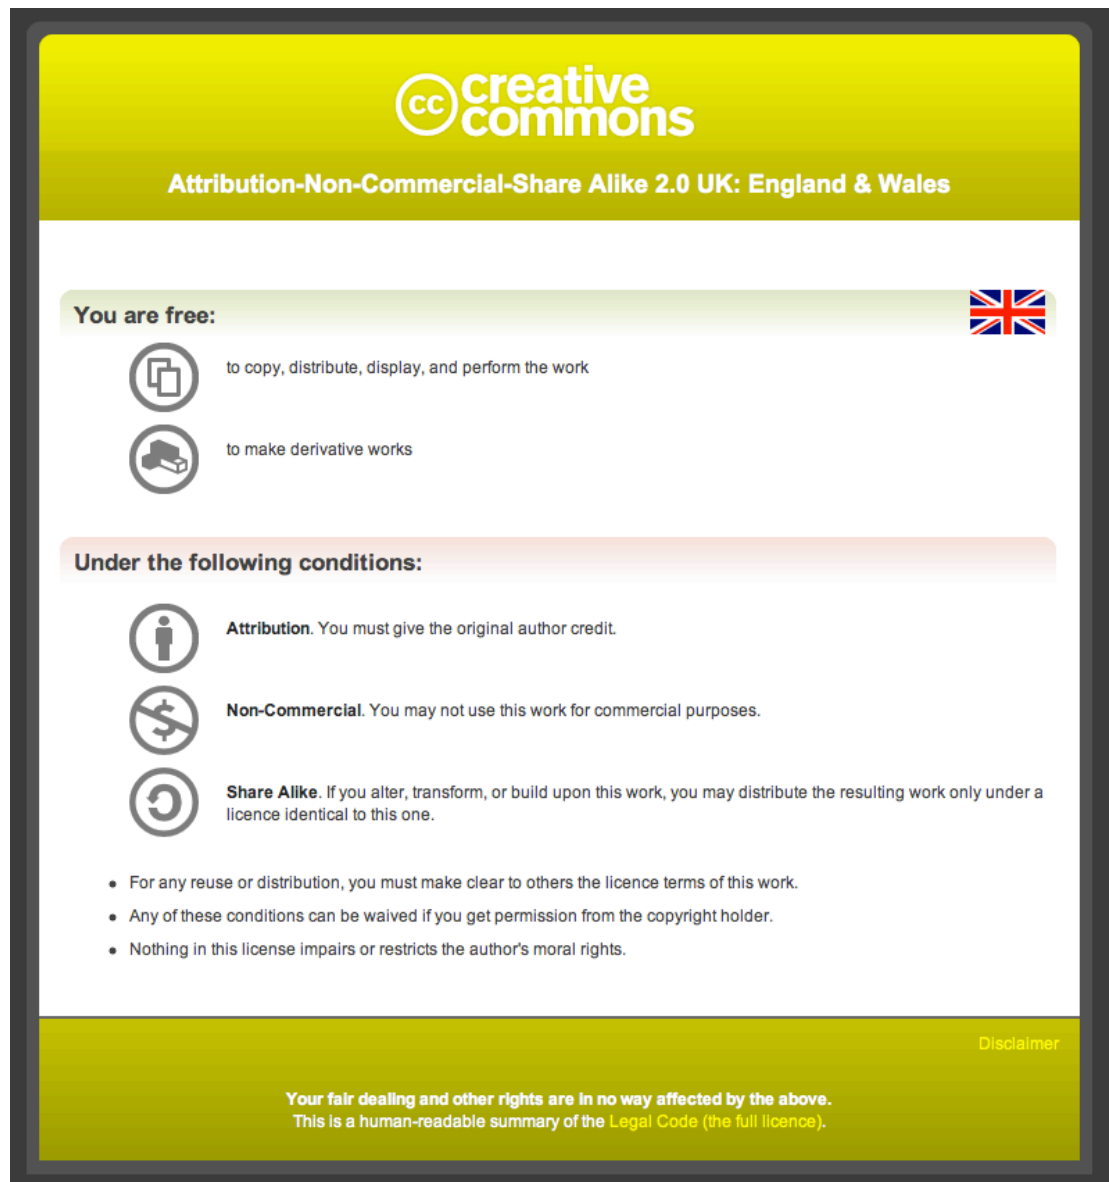 cc creative
commons
Attribution-Non-Commercial-Share Alike 2.0 UK: England & Wales
You are free:
to copy, distribute, display, and perform the work
to make derivative works
Under the following conditions:
Attribution. You must give the original author credit.
Non-Commercial. You may not use this work for commercial purposes.
Share Alike. If you alter, transform, or build upon this work, you may distribute the resulting work only under a
licence identical to this one.
• For any reuse or distribution, you must make clear to others the licence terms of this work.
• Any of these conditions can be waived if you get permission from the copyright holder.
• Nothing in this license impairs or restricts the author's moral rights.
Disclaimer
Your fair dealing and other rights are in no way affected by the above.
This is a human-readable summary of the Legal Code (the full licence).